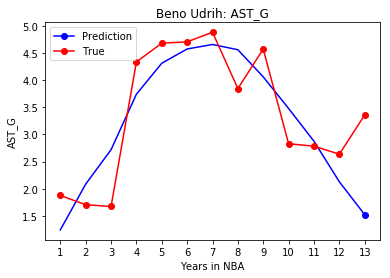 Beno Udrih: AST_G
Prediction
True
5.0
4.5
4.0
3.5
3.0
2.5
2.0
1.5
AST_G
1 2 3 4 5 6 7 8 9 10 11 12 13
Years in NBA